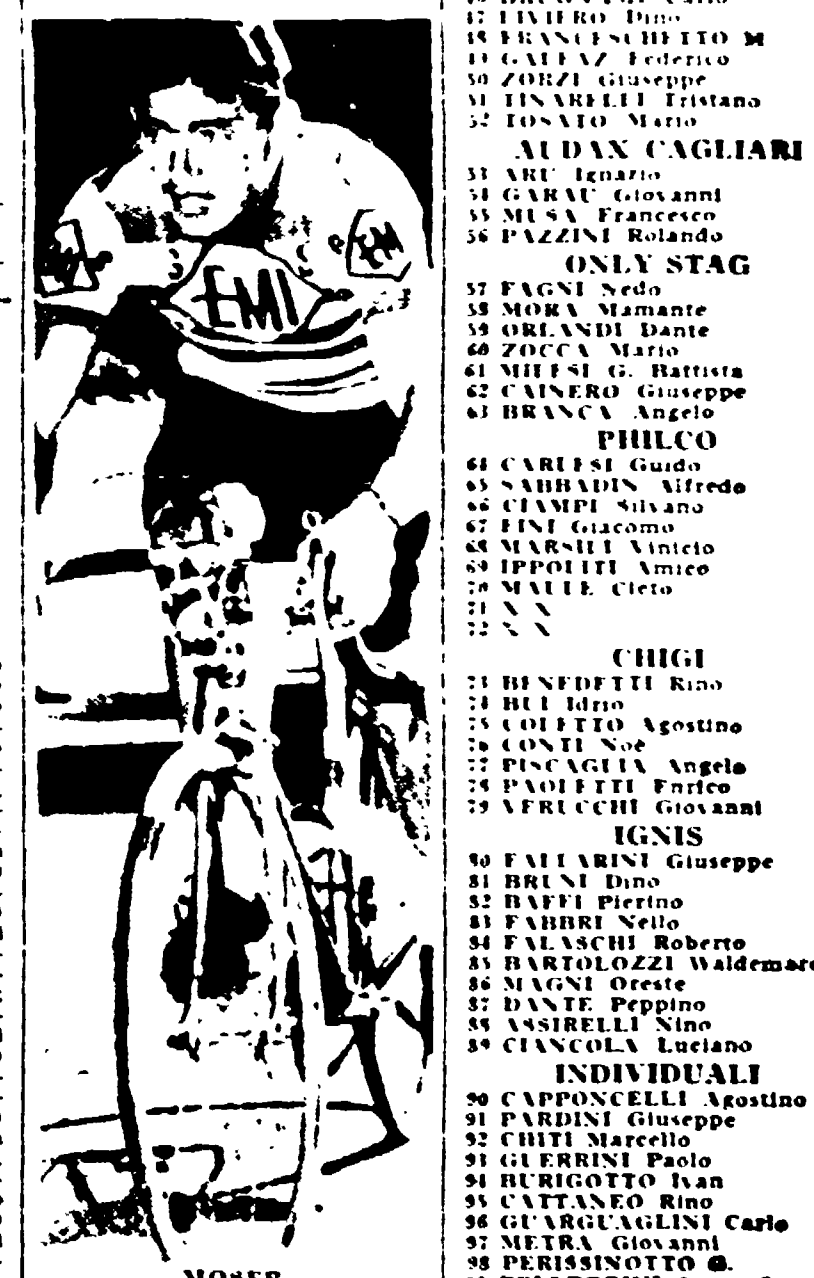 EMI
EM
MOSER
47 LIVIERO Dino
48 FRANCESCHETTO M
49 GALEAZ Federico
50 ZORZI Giuseppe
51 TINARELLI Tristano
52 TOSATO Mario
AUDAX CAGLIARI
53 ARU' Ignazio
54 GARAU' Giovanni
55 MUSA Francesco
56 PAZZINI Rolando
ONLY STAG
57 FAGNI Nedo
58 MORA Mamante
59 ORLANDI Dante
60 ZOCCA Mario
61 MILESI G. Battista
62 CAINERO Giuseppe
63 BRANCA Angelo
PHILCO
64 CARLESI Guido
65 SABBADIN Alfredo
66 CIAMPI Silvano
67 FINI Giacomo
68 MARSILI Vinicio
69 IPPOLITI Amico
70 MAULE Cleto
71 X X
72 X X
CHIGI
73 BENEDETTI Rino
74 BUI Idrio
75 COLETTO Agostino
76 CONTI Noè
77 PISCAGLIA Angelo
78 PAOLETTI Enrico
79 VERUCCHI Giovanni
IGNIS
80 FALLARINI Giuseppe
81 BRUNI Dino
82 BAFFI Pierino
83 FABBRI Nello
84 FALASCHI Roberto
85 BARTOLOZZI Waldemaro
86 MAGNI Oreste
87 DANTE Peppino
88 ASSIRELLI Nino
89 CIANCOLA Luciano
INDIVIDUALI
90 CAPPONCELLI Agostino
91 PARDINI Giuseppe
92 CHITI Marcello
93 GUERRINI Paolo
94 BURIGOTTO Ivan
95 CATTANEO Rino
96 GUARGUAGLINI Carlo
97 METRA Giovanni
98 PERISSINOTTO G.